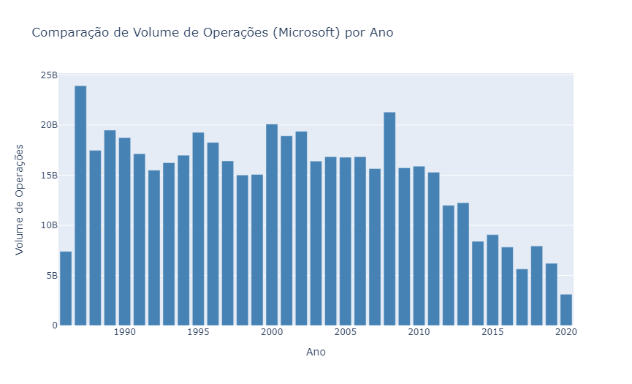 Comparação de Volume de Operações (Microsoft) por Ano
25B
20B
15B
10B
5B
0
Volume de Operações
1990 1995 2000 2005 2010 2015 2020
Ano